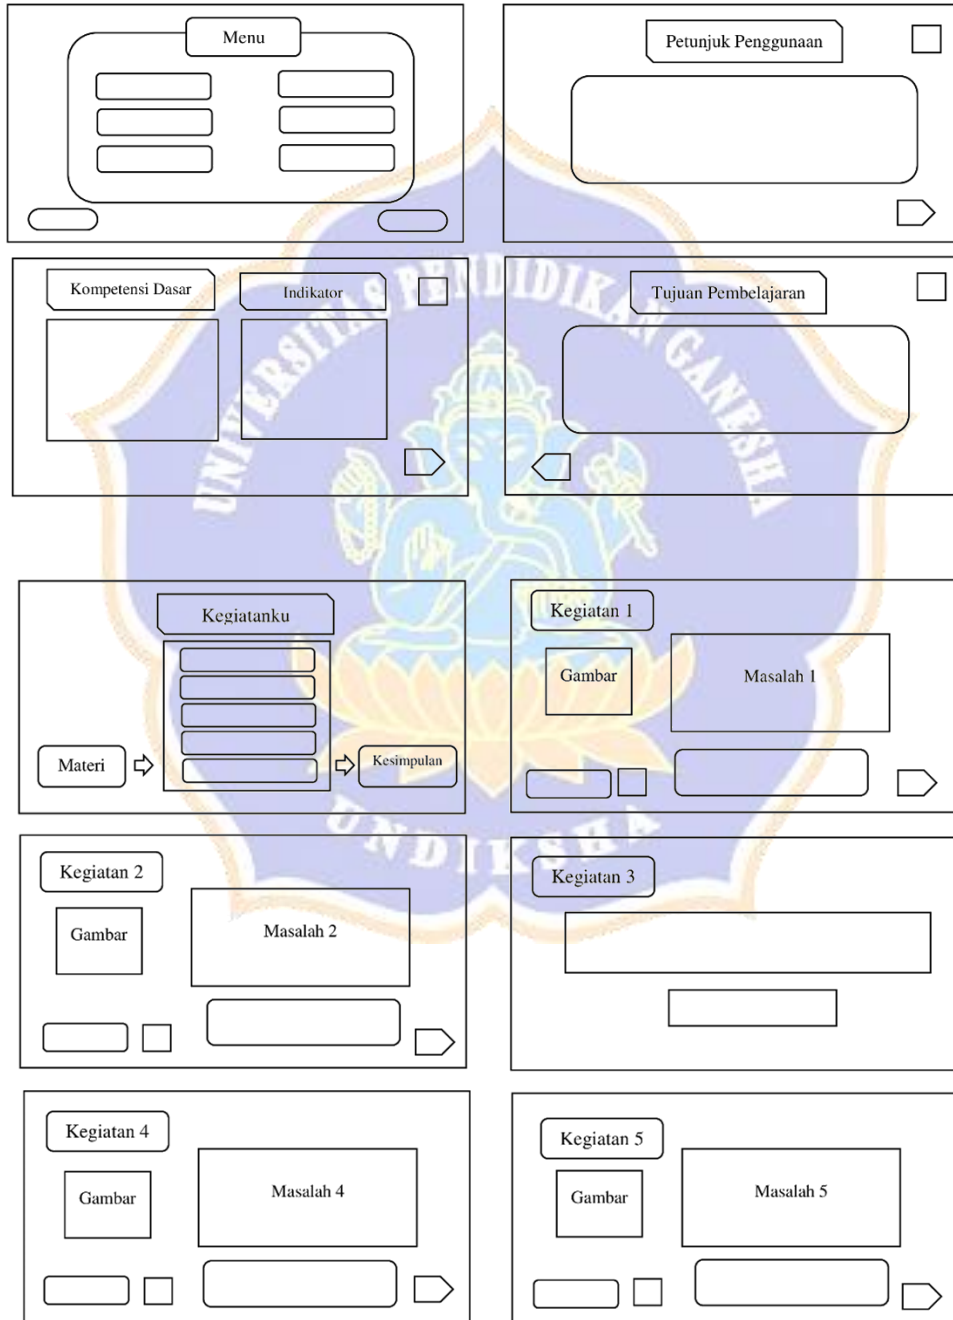 Menu
Petunjuk Penggunaan
Kompetensi Dasar
Indikator
Tujuan Pembelajaran
UNIVERSITAS PENDIDIKAN GANESHA
Kegiatanku
Materi
Kesimpulan
Kegiatan 1
Gambar
Masalah 1
UNDIKSHA
Kegiatan 2
Gambar
Masalah 2
Kegiatan 3
Kegiatan 4
Gambar
Masalah 4
Kegiatan 5
Gambar
Masalah 5